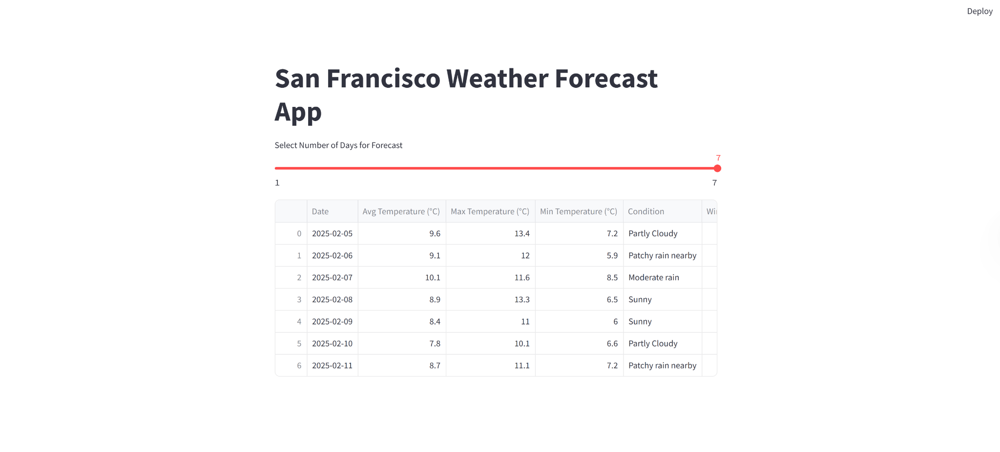 Deploy
San Francisco Weather Forecast
App
Select Number of Days for Forecast
7
1 7
Date Avg Temperature (°C) Max Temperature (°C) Min Temperature (°C) Condition
0 2025-02-05 9.6 13.4 7.2 Partly Cloudy
1 2025-02-06 9.1 12 5.9 Patchy rain nearby
2 2025-02-07 10.1 11.6 8.5 Moderate rain
3 2025-02-08 8.9 13.3 6.5 Sunny
4 2025-02-09 8.4 11 6 Sunny
5 2025-02-10 7.8 10.1 6.6 Partly Cloudy
6 2025-02-11 8.7 11.1 7.2 Patchy rain nearby